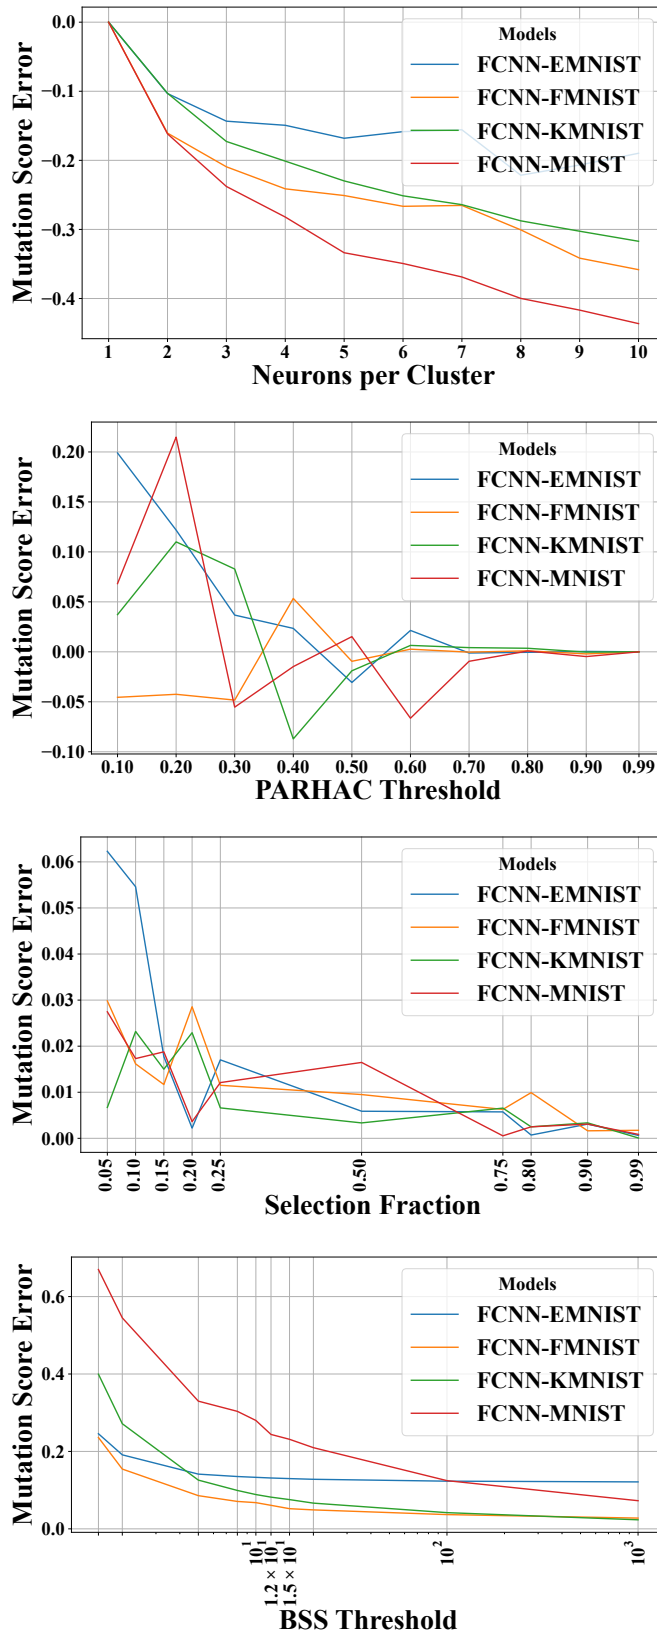 Mutation Score Error
0.0
−0.1
−0.2
−0.3
−0.4
Models
FCNN-EMNIST
FCNN-FMNIST
FCNN-KMNIST
FCNN-MNIST
1 2 3 4 5 6 7 8 9 10
Neurons per Cluster
Mutation Score Error
0.20
0.15
0.10
0.05
0.00
−0.05
−0.10
Models
FCNN-EMNIST
FCNN-FMNIST
FCNN-KMNIST
FCNN-MNIST
0.10 0.20 0.30 0.40 0.50 0.60 0.70 0.80 0.90 0.99
PARHAC Threshold
Mutation Score Error
0.06
0.05
0.04
0.03
0.02
0.01
0.00
Models
FCNN-EMNIST
FCNN-FMNIST
FCNN-KMNIST
FCNN-MNIST
0.05 0.10 0.15 0.20 0.25 0.50 0.75 0.80 0.90 0.99
Selection Fraction
Mutation Score Error
0.6
0.4
0.2
0.0
Models
FCNN-EMNIST
FCNN-FMNIST
FCNN-KMNIST
FCNN-MNIST
10¹ 1.2 × 10 1.5 × 10 10² 10³
BSS Threshold